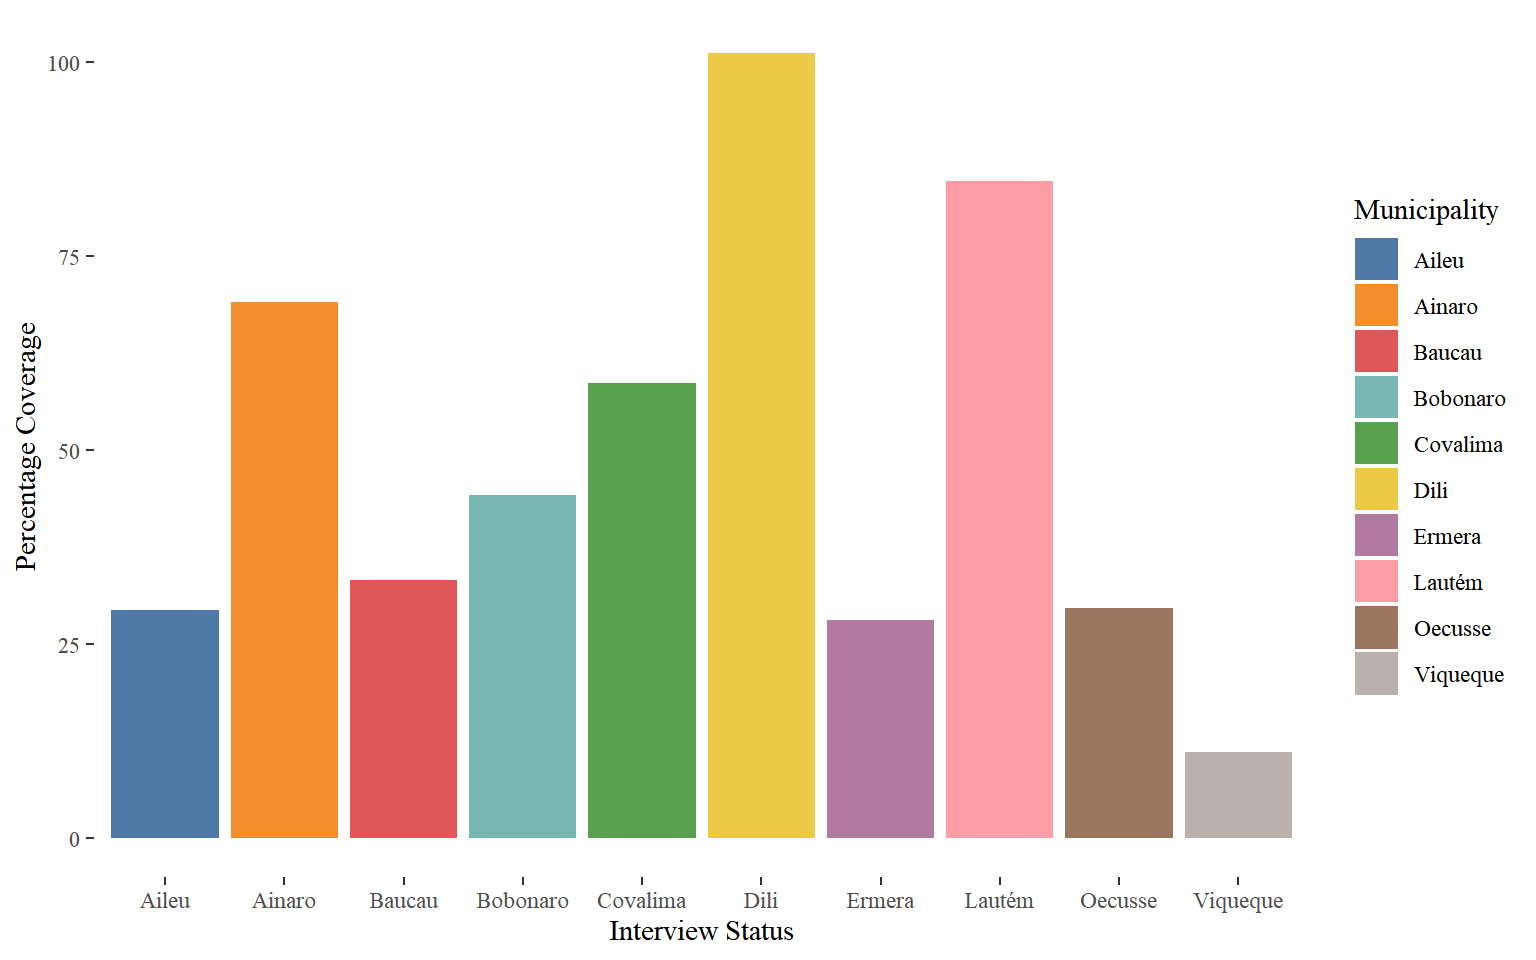 Percentage Coverage
100
75
50
25
0
Aileu
Ainaro
Baucau
Bobonaro
Covalima
Dili
Ermera
Lautém
Oecusse
Viqueque
Interview Status
Municipality
Aileu
Ainaro
Baucau
Bobonaro
Covalima
Dili
Ermera
Lautém
Oecusse
Viqueque